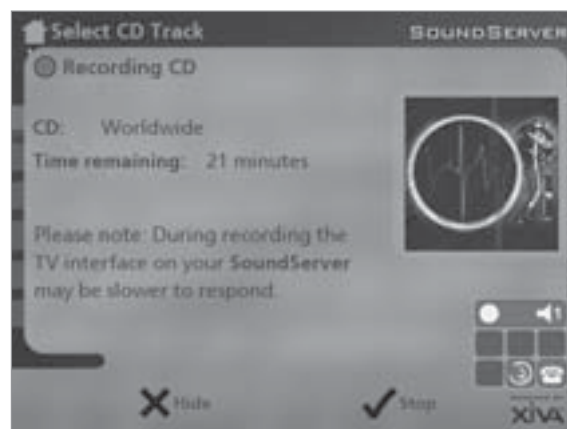 Select CD Track
SOUNDSERVER
Recording CD
CD: Worldwide
Time remaining: 21 minutes
Please note: During recording the
TV interface on your SoundServer
may be slower to respond.
1
Hide
Stop
XiVA